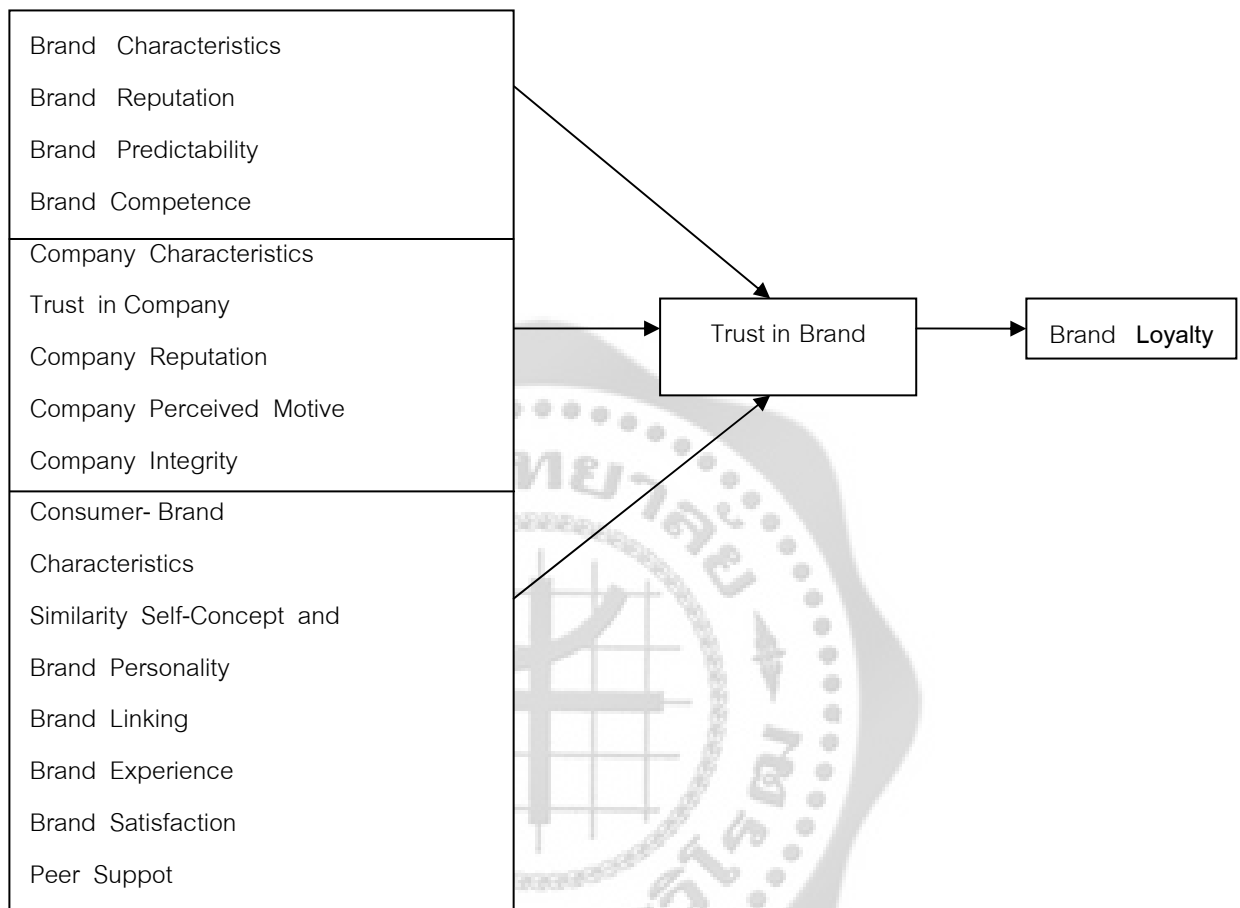 Brand Characteristics
Brand Reputation
Brand Predictability
Brand Competence
Company Characteristics
Trust in Company
Company Reputation
Company Perceived Motive
Company Integrity
Consumer- Brand
Characteristics
Similarity Self-Concept and
Brand Personality
Brand Linking
Brand Experience
Brand Satisfaction
Peer Suppot
Trust in Brand
Brand Loyalty